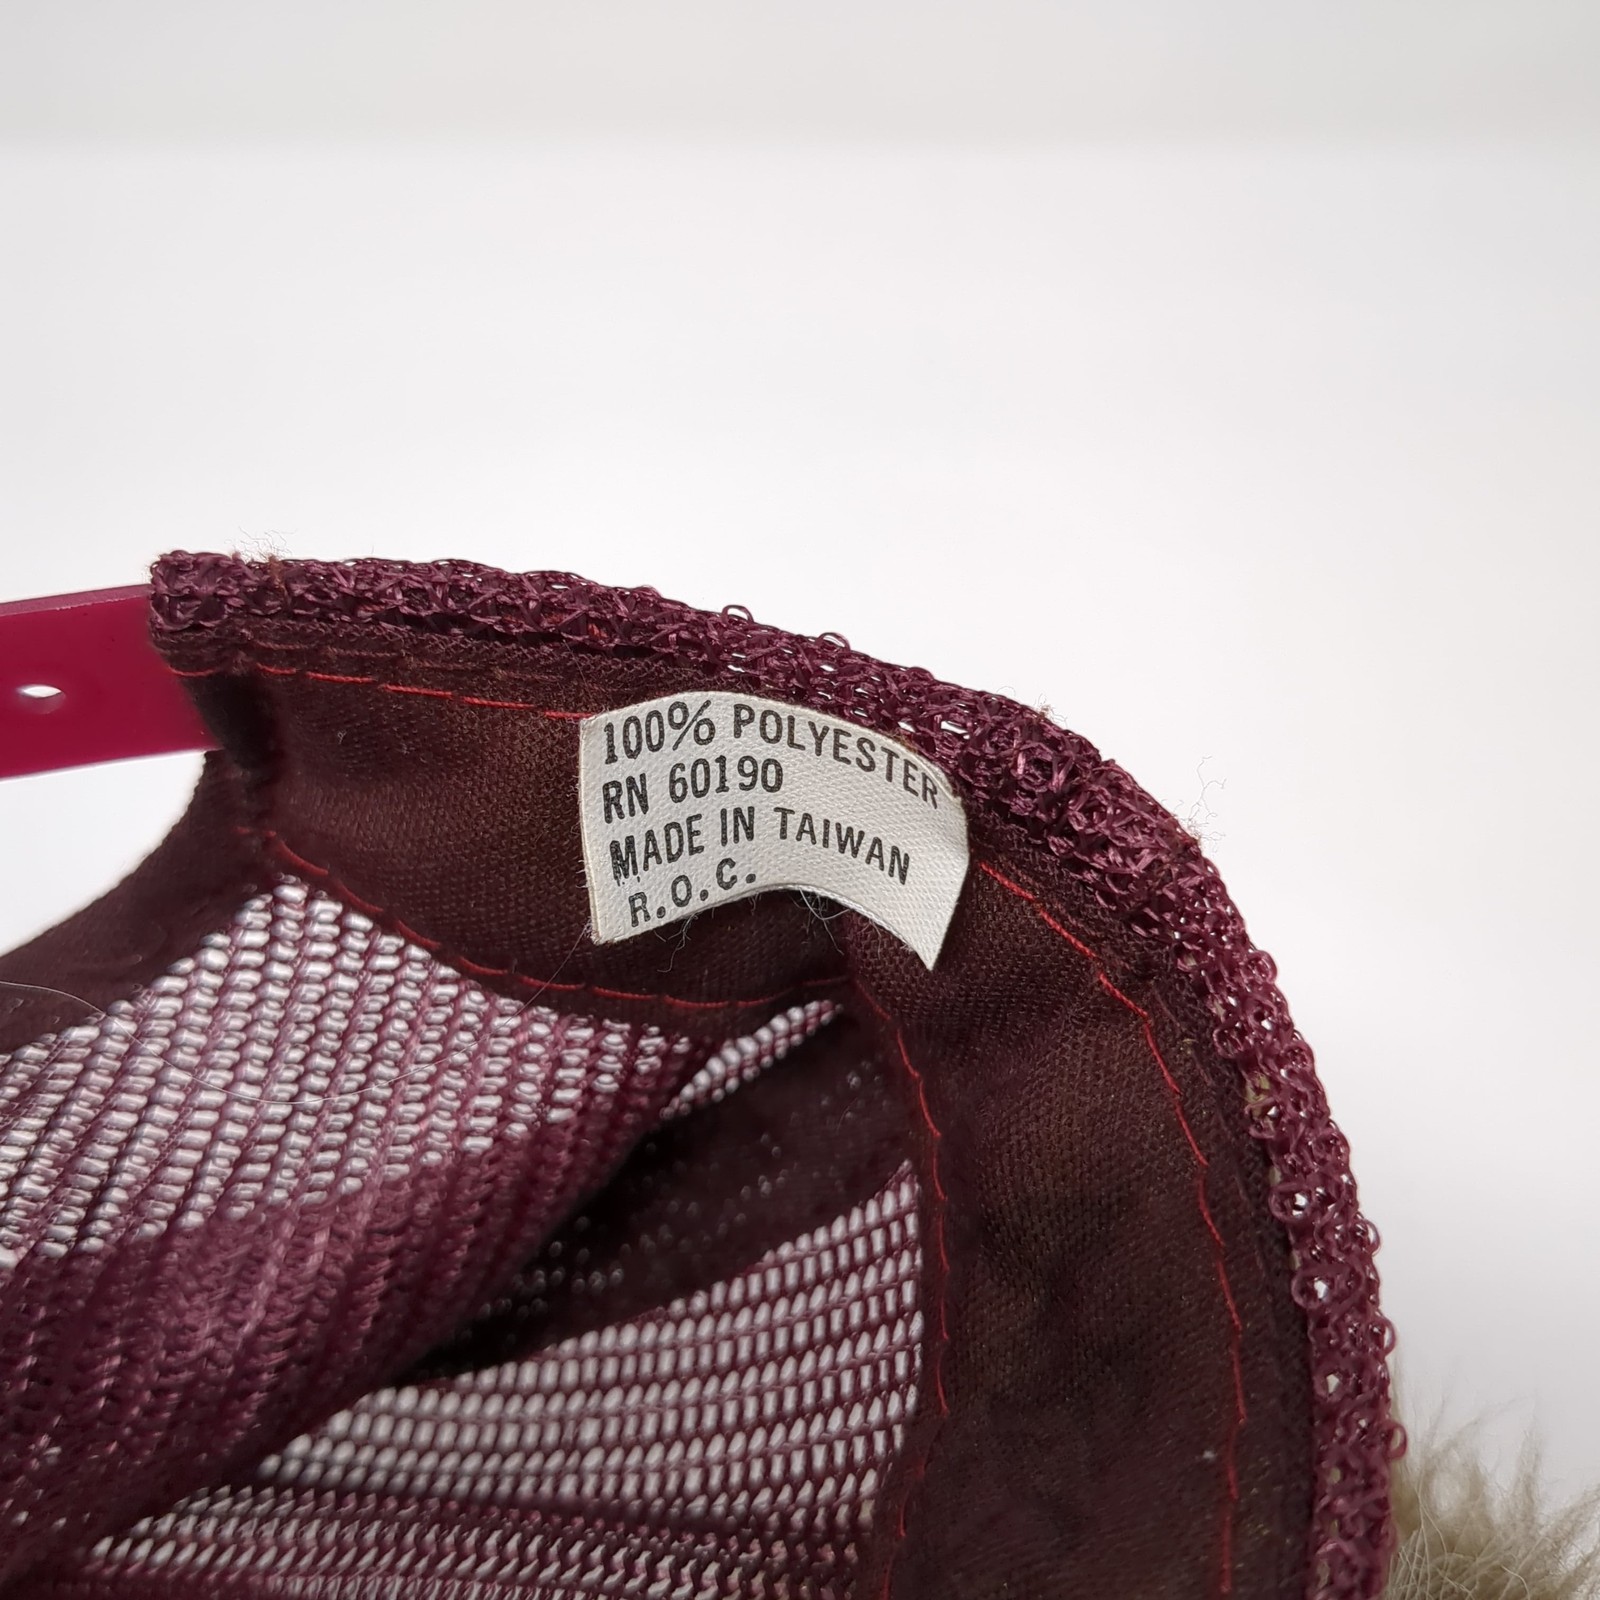 100% POLYESTER
RN 60190
MADE IN TAIWAN
R.O.C.